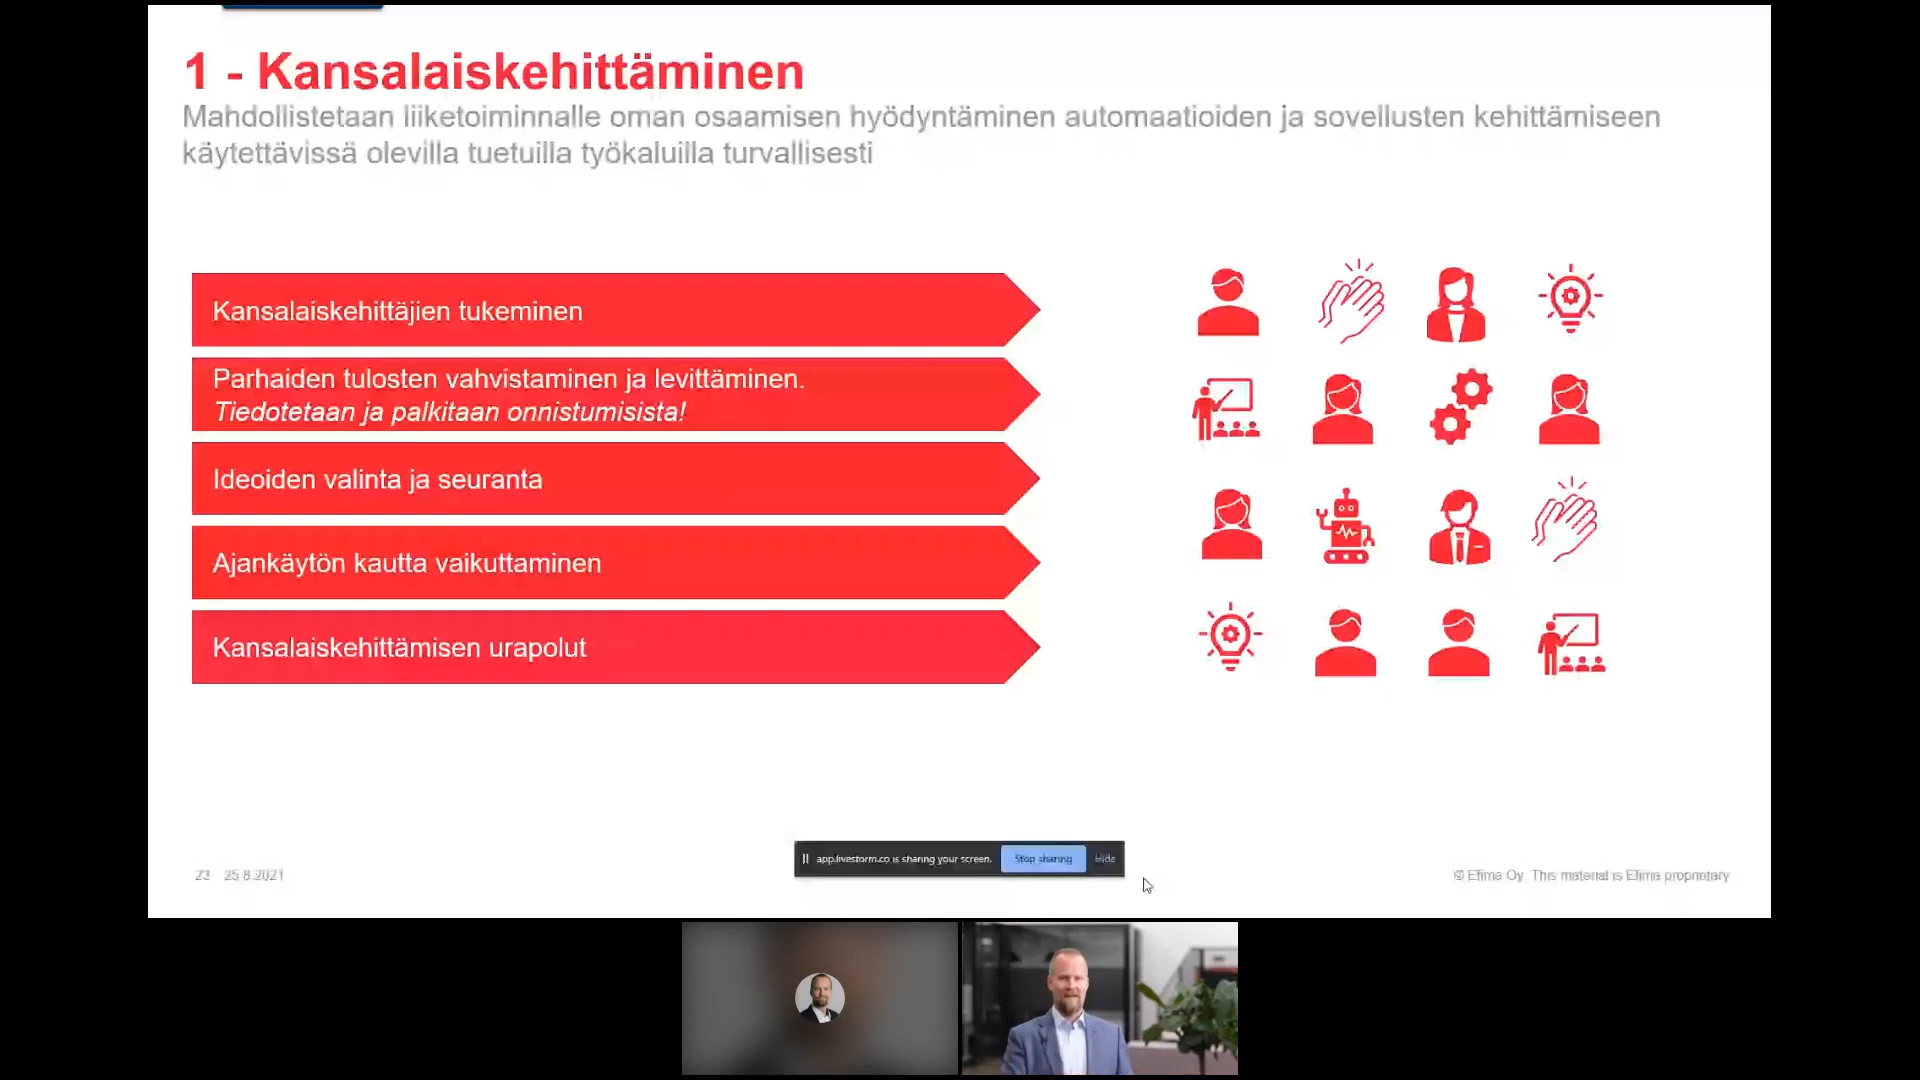 1 - Kansalaiskehittäminen
Mahdollistetaan liiketoiminnalle oman osaamisen hyödyntäminen automaatioiden ja sovellusten kehittämiseen
käytettävissä olevilla tuetuilla työkaluilla turvallisesti
Kansalaiskehittäjien tukeminen
Parhaiden tulosten vahvistaminen ja levittäminen.
Tiedotetaan ja palkitaan onnistumisista!
Ideoiden valinta ja seuranta
Ajankäytön kautta vaikuttaminen
Kansalaiskehittämisen urapolut
app.livestorm.co is sharing your screen. Stop sharing Hide
23 25.8.2021
© Efima Oy This material is Efima proprietary